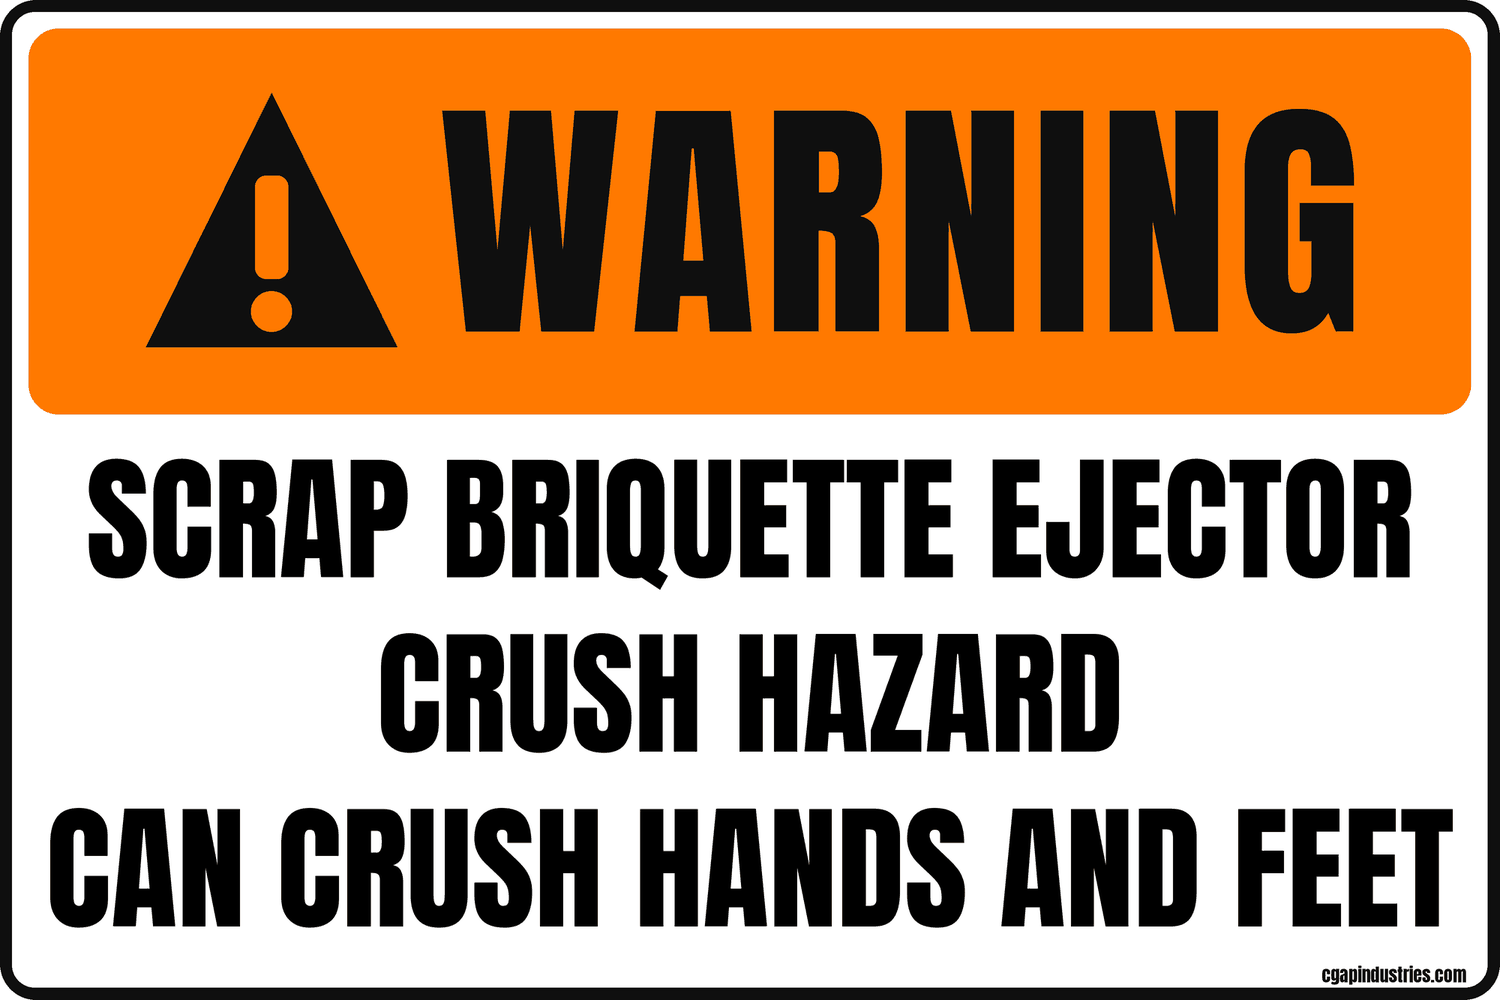 WARNING
SCRAP BRIQUETTE EJECTOR
CRUSH HAZARD
CAN CRUSH HANDS AND FEET
cgapindustries.com